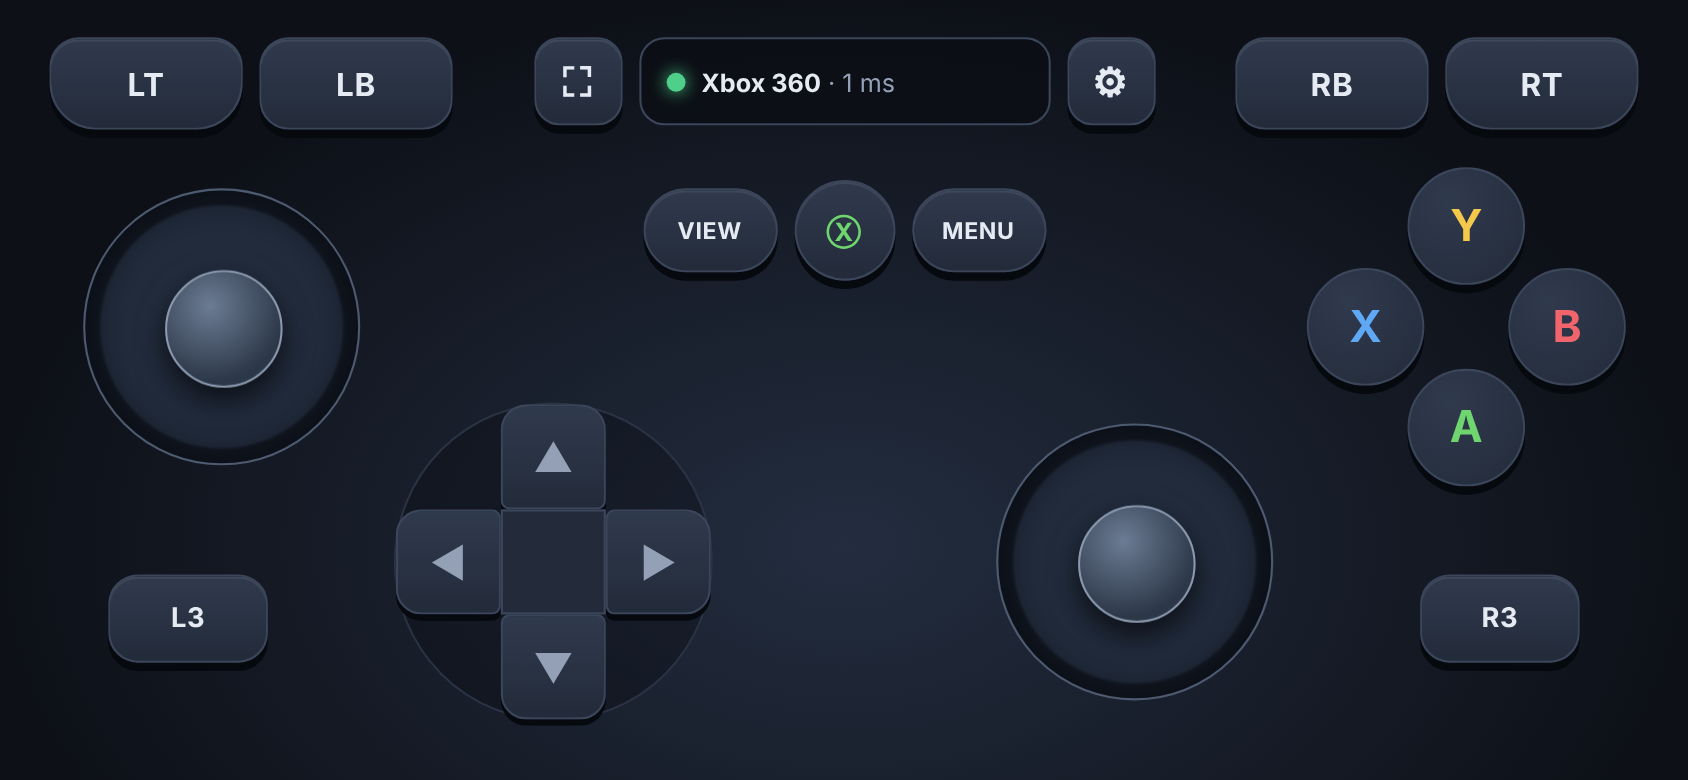 LT LB Xbox 360 · 1 ms RB RT
VIEW Ⓧ MENU
Y
X B
A
L3 R3